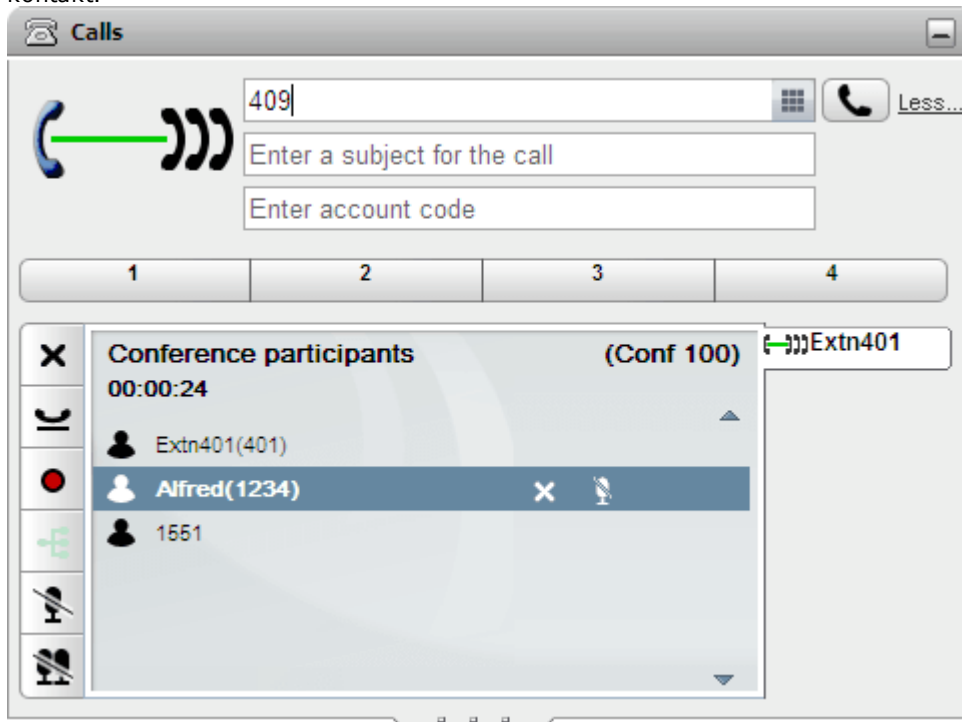 Calls
409
Less...
Enter a subject for the call
Enter account code
1 2 3 4
Conference participants (Conf 100)
Extn401
00:00:24
Extn401(401)
Alfred(1234)
1551